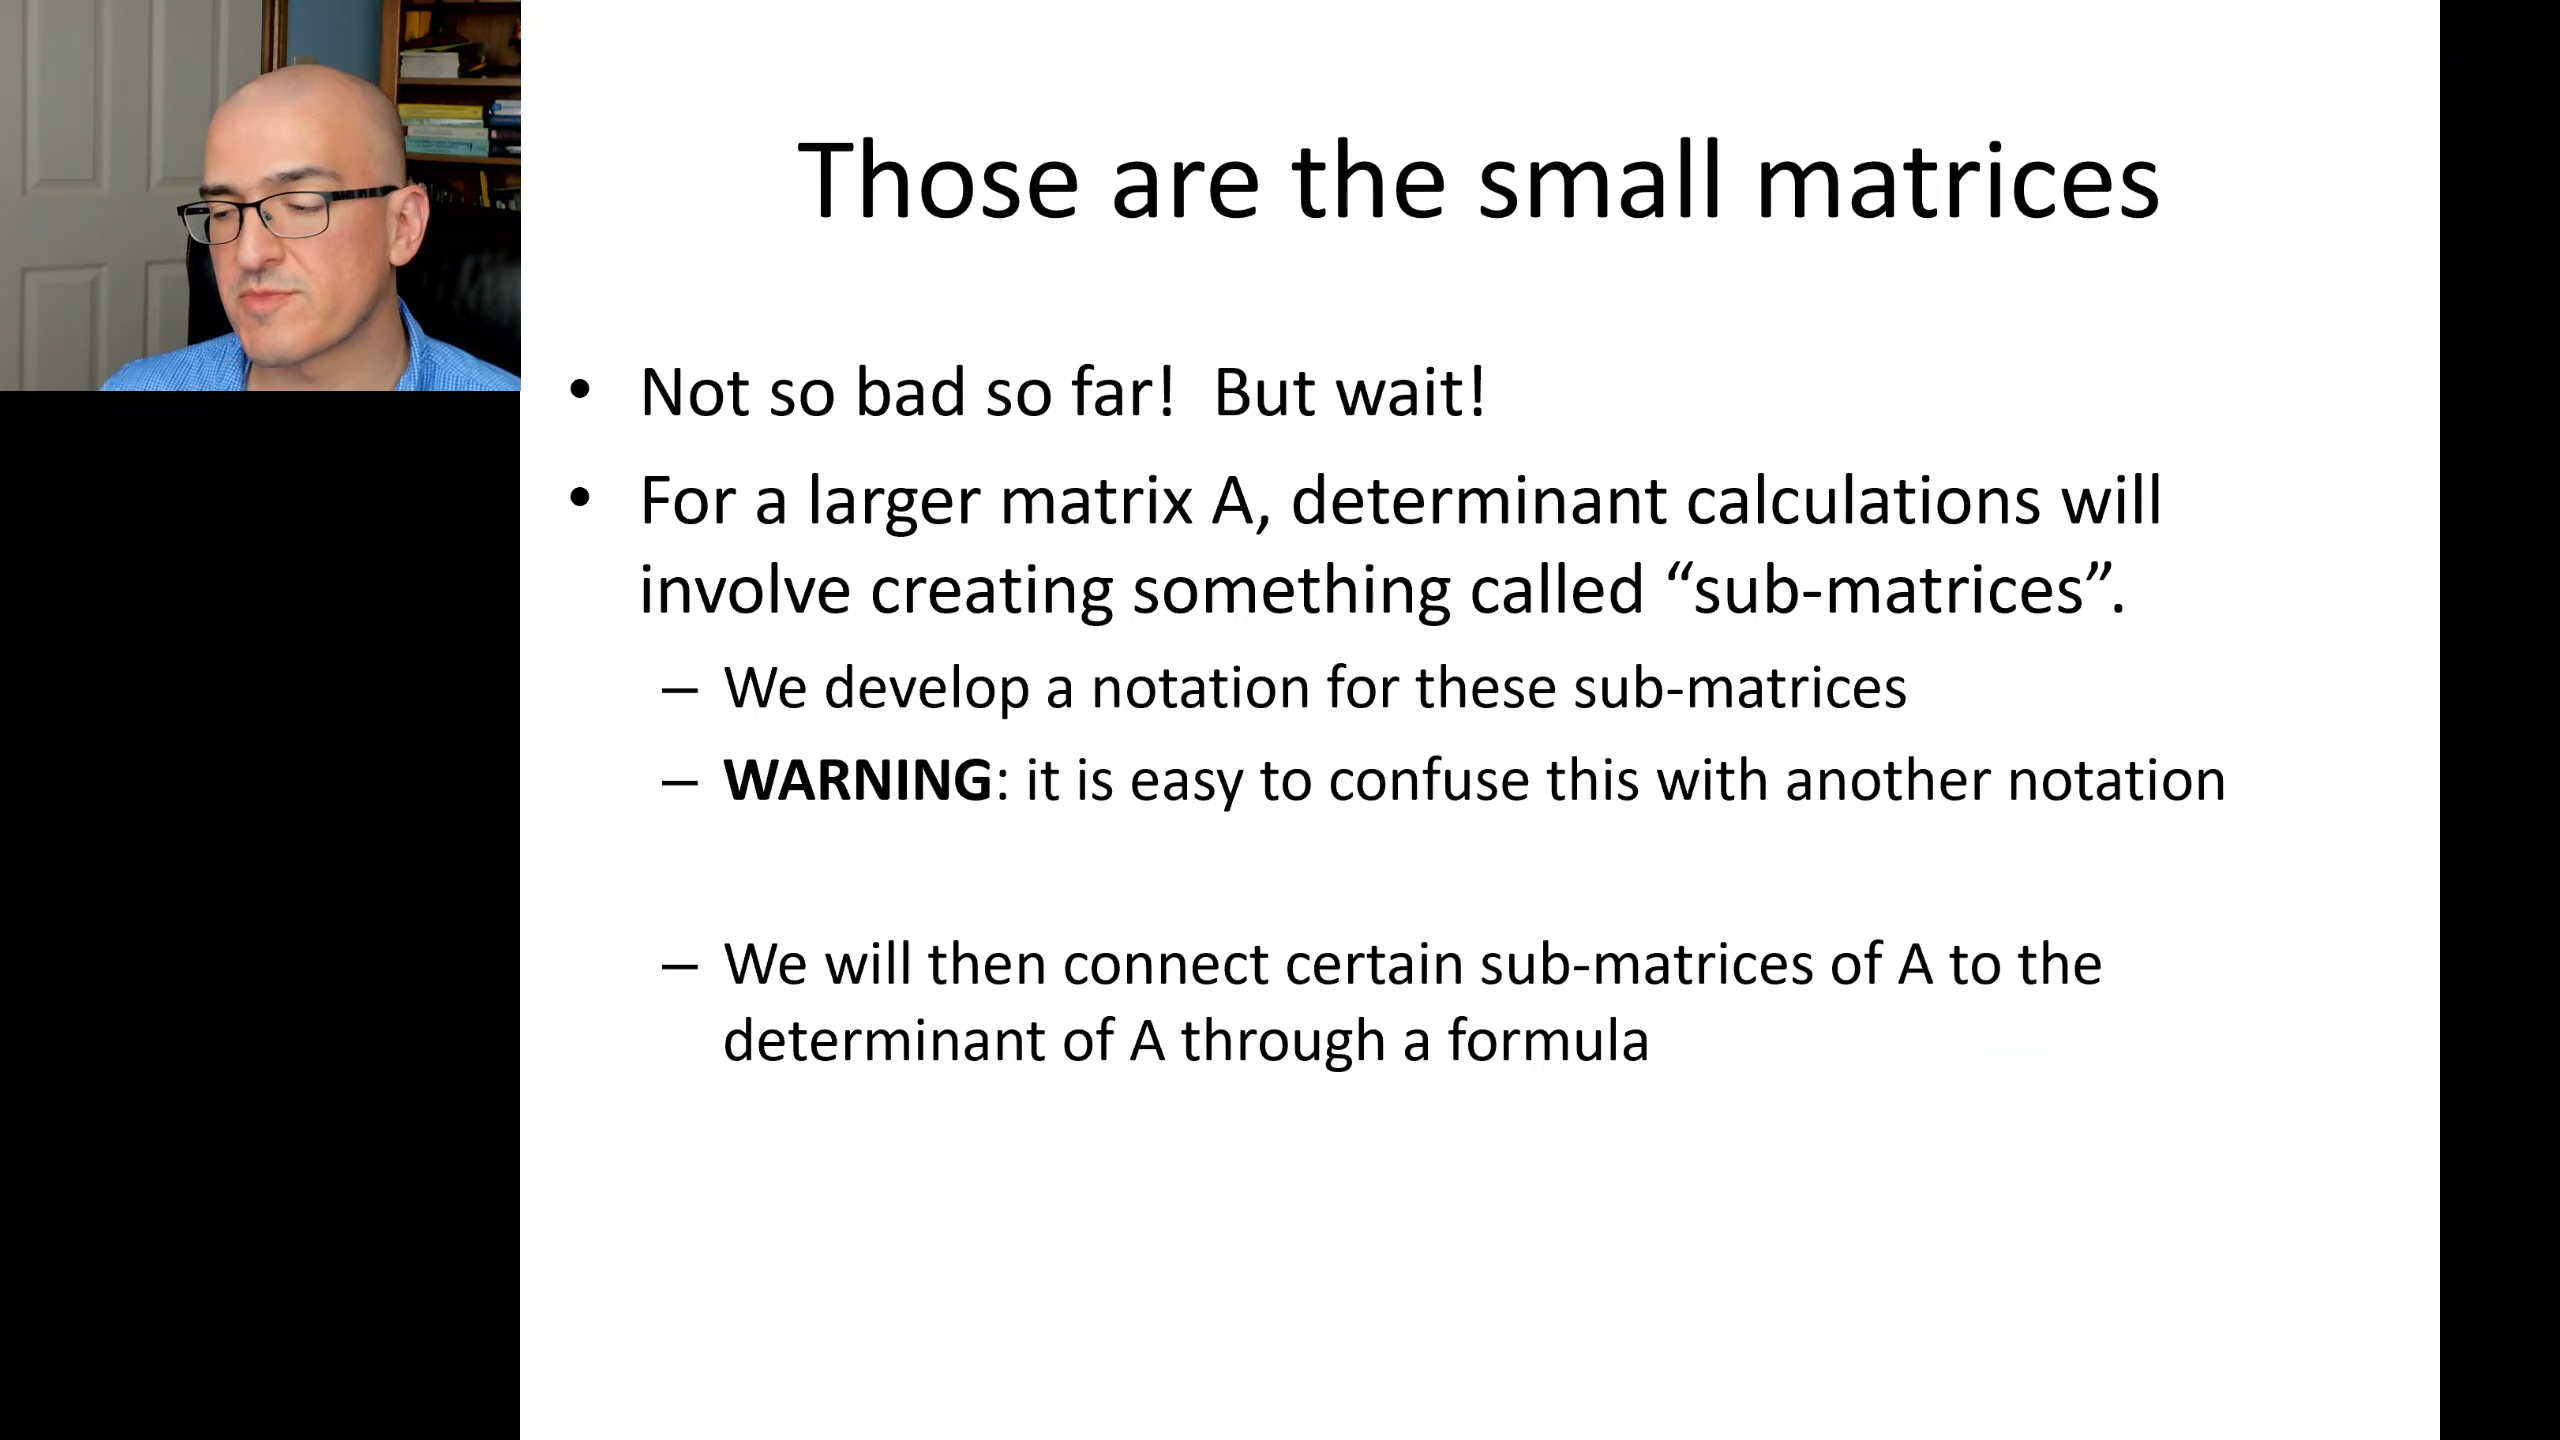 Those are the small matrices
• Not so bad so far!  But wait!
• For a larger matrix A, determinant calculations will
involve creating something called “sub-matrices”.
– We develop a notation for these sub-matrices
– WARNING: it is easy to confuse this with another notation
– We will then connect certain sub-matrices of A to the
determinant of A through a formula